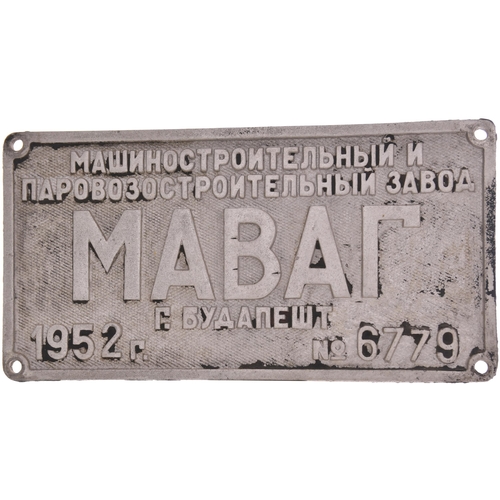 МАШИНОСТРОИТЕЛЬНЫЙ И
ПАРОВОЗОСТРОИТЕЛЬНЫЙ ЗАВОД
МАВАГ
Г. БУДАПЕШТ
1952 г. № 6779